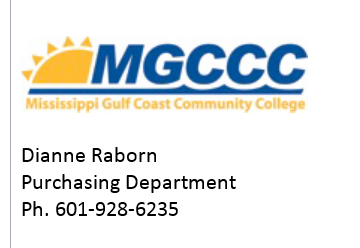 MGCCC
Mississippi Gulf Coast Community College
Dianne Raborn
Purchasing Department
Ph. 601-928-6235